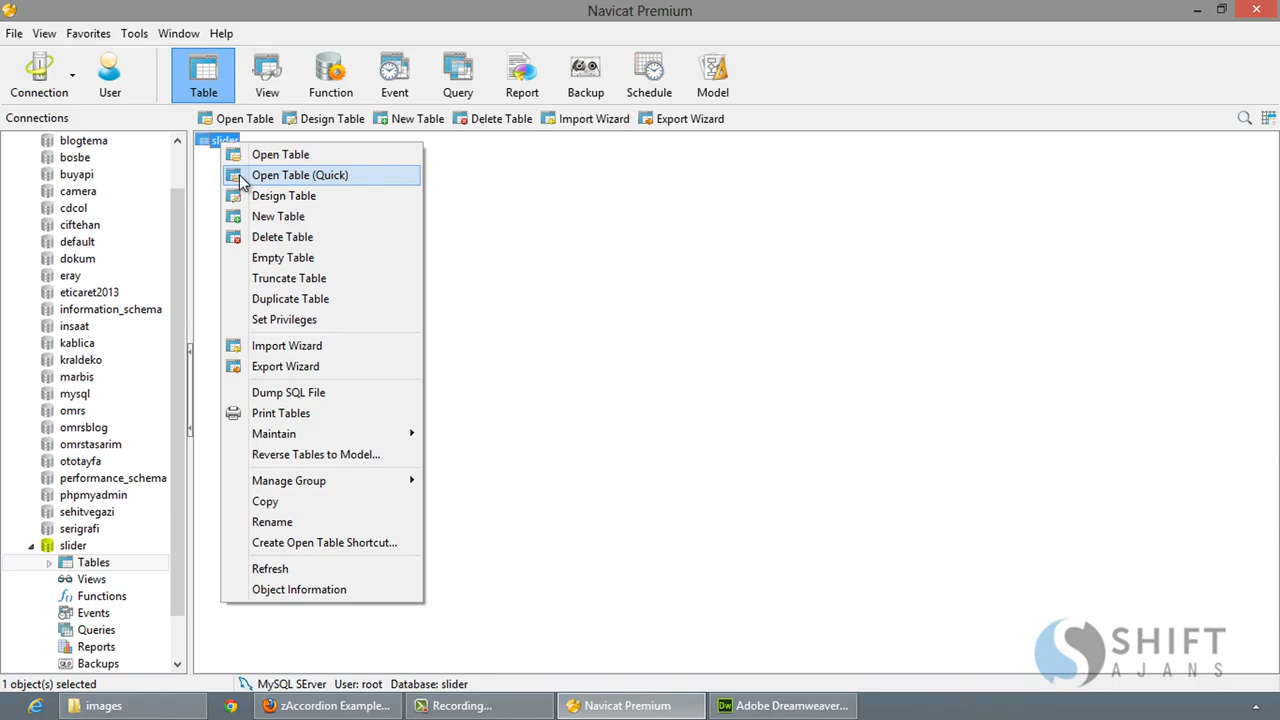 Navicat Premium
File View Favorites Tools Window Help
Connection User Table View Function Event Query Report Backup Schedule Model
Connections
Open Table Design Table New Table Delete Table Import Wizard Export Wizard
blogtema
bosbe
buyapi
camera
cdcol
ciftehan
default
dokum
eray
eticaret2013
information_schema
insaat
kablica
kraldeko
marbis
mysql
omrs
omrsblog
omrstasarim
ototayfa
performance_schema
phpmyadmin
sehitvegazi
serigrafi
slider
Tables
Views
Functions
Events
Queries
Reports
Backups
slider
Open Table
Open Table (Quick)
Design Table
New Table
Delete Table
Empty Table
Truncate Table
Duplicate Table
Set Privileges
Import Wizard
Export Wizard
Dump SQL File
Print Tables
Maintain
Reverse Tables to Model...
Manage Group
Copy
Rename
Create Open Table Shortcut...
Refresh
Object Information
SHIFT
AJANS
1 object(s) selected MySQL SErver User: root Database: slider
images zAccordion Example... Recording... Navicat Premium Dw Adobe Dreamweaver...